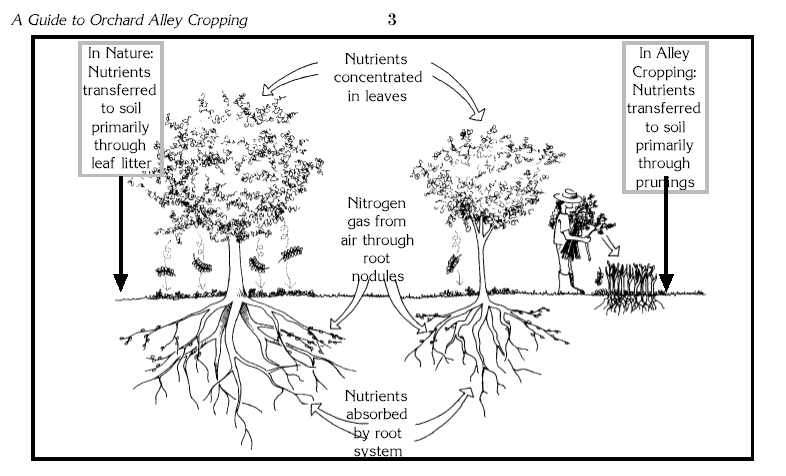 A Guide to Orchard Alley Cropping
3
In Nature:
Nutrients
transferred
to soil
primarily
through
leaf litter
Nutrients
concentrated
in leaves
In Alley
Cropping:
Nutrients
transferred
to soil
primarily
through
prunings
Nitrogen
gas from
air through
root
nodules
Nutrients
absorbed
by root
system